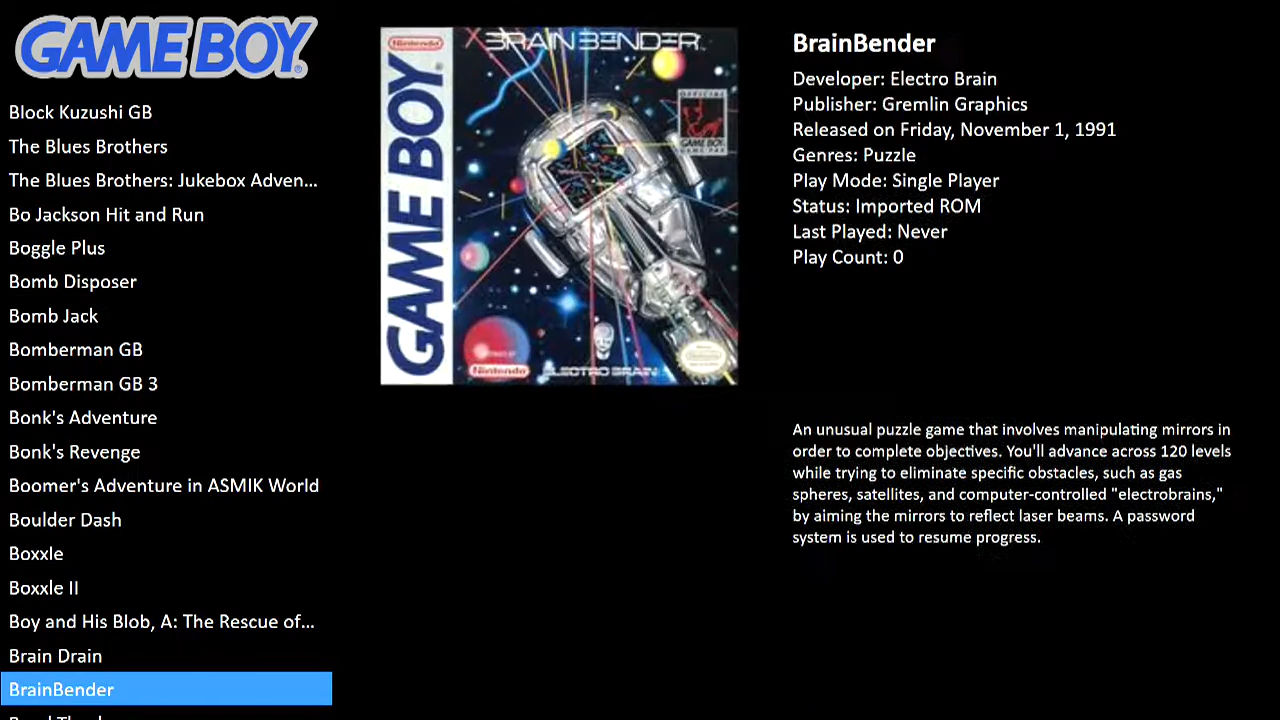 GAME BOY
Block Kuzushi GB
The Blues Brothers
The Blues Brothers: Jukebox Adven...
Bo Jackson Hit and Run
Boggle Plus
Bomb Disposer
Bomb Jack
Bomberman GB
Bomberman GB 3
Bonk's Adventure
Bonk's Revenge
Boomer's Adventure in ASMIK World
Boulder Dash
Boxxle
Boxxle II
Boy and His Blob, A: The Rescue of...
Brain Drain
BrainBender
Nintendo
GAME BOY
BRAIN BENDER
OFFICIAL
GAME BOY
GAME PAK
Nintendo
ELECTRO BRAIN
BrainBender
Developer: Electro Brain
Publisher: Gremlin Graphics
Released on Friday, November 1, 1991
Genres: Puzzle
Play Mode: Single Player
Status: Imported ROM
Last Played: Never
Play Count: 0
An unusual puzzle game that involves manipulating mirrors in
order to complete objectives. You'll advance across 120 levels
while trying to eliminate specific obstacles, such as gas
spheres, satellites, and computer-controlled "electrobrains,"
by aiming the mirrors to reflect laser beams. A password
system is used to resume progress.